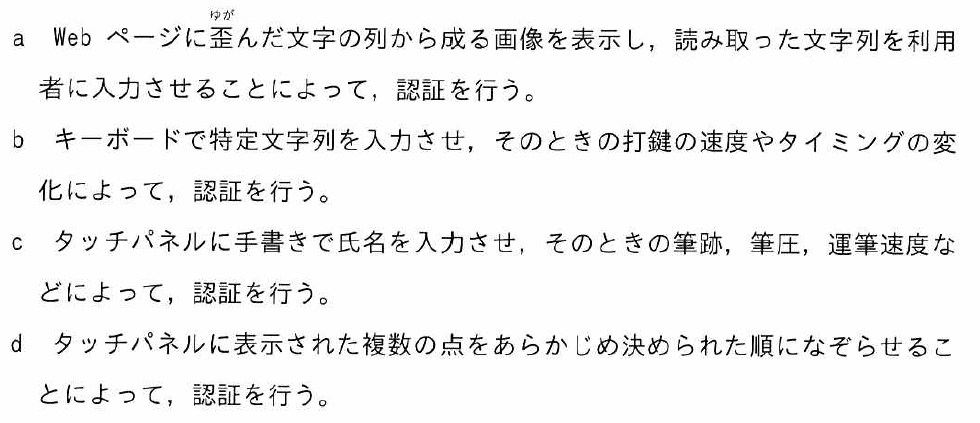 ゆが
a Web ページに歪んだ文字の列から成る画像を表示し，読み取った文字列を利用
者に入力させることによって，認証を行う。
b キーボードで特定文字列を入力させ，そのときの打鍵の速度やタイミングの変
化によって，認証を行う。
c タッチパネルに手書きで氏名を入力させ，そのときの筆跡，筆圧，運筆速度な
どによって，認証を行う。
d タッチパネルに表示された複数の点をあらかじめ決められた順になぞらせるこ
とによって，認証を行う。